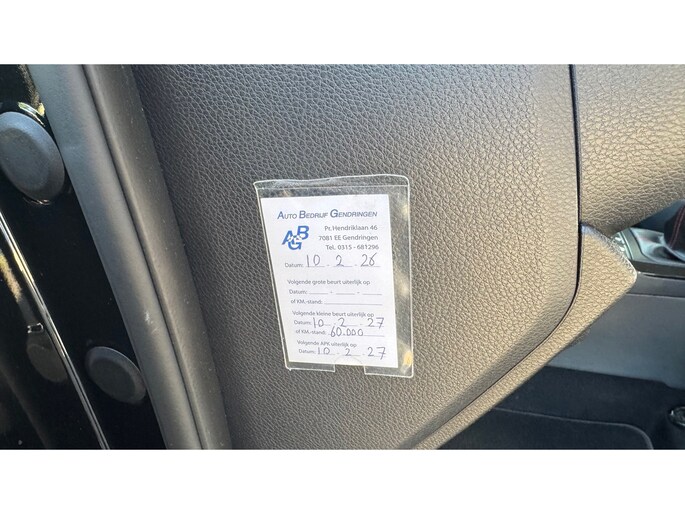 AUTO BEDRIJF GENDRINGEN
ABG
Pr. Hendriklaan 46
7081 EE Gendringen
Tel. 0315 - 681296
Datum: 10 . 2 . 26
Volgende grote beurt uiterlijk op
Datum: - -
of KM.-stand:
Volgende kleine beurt uiterlijk op
Datum: 10 . 2 . 27
of KM.-stand: 60.000
Volgende APK uiterlijk op
Datum: 10 . 2 . 27